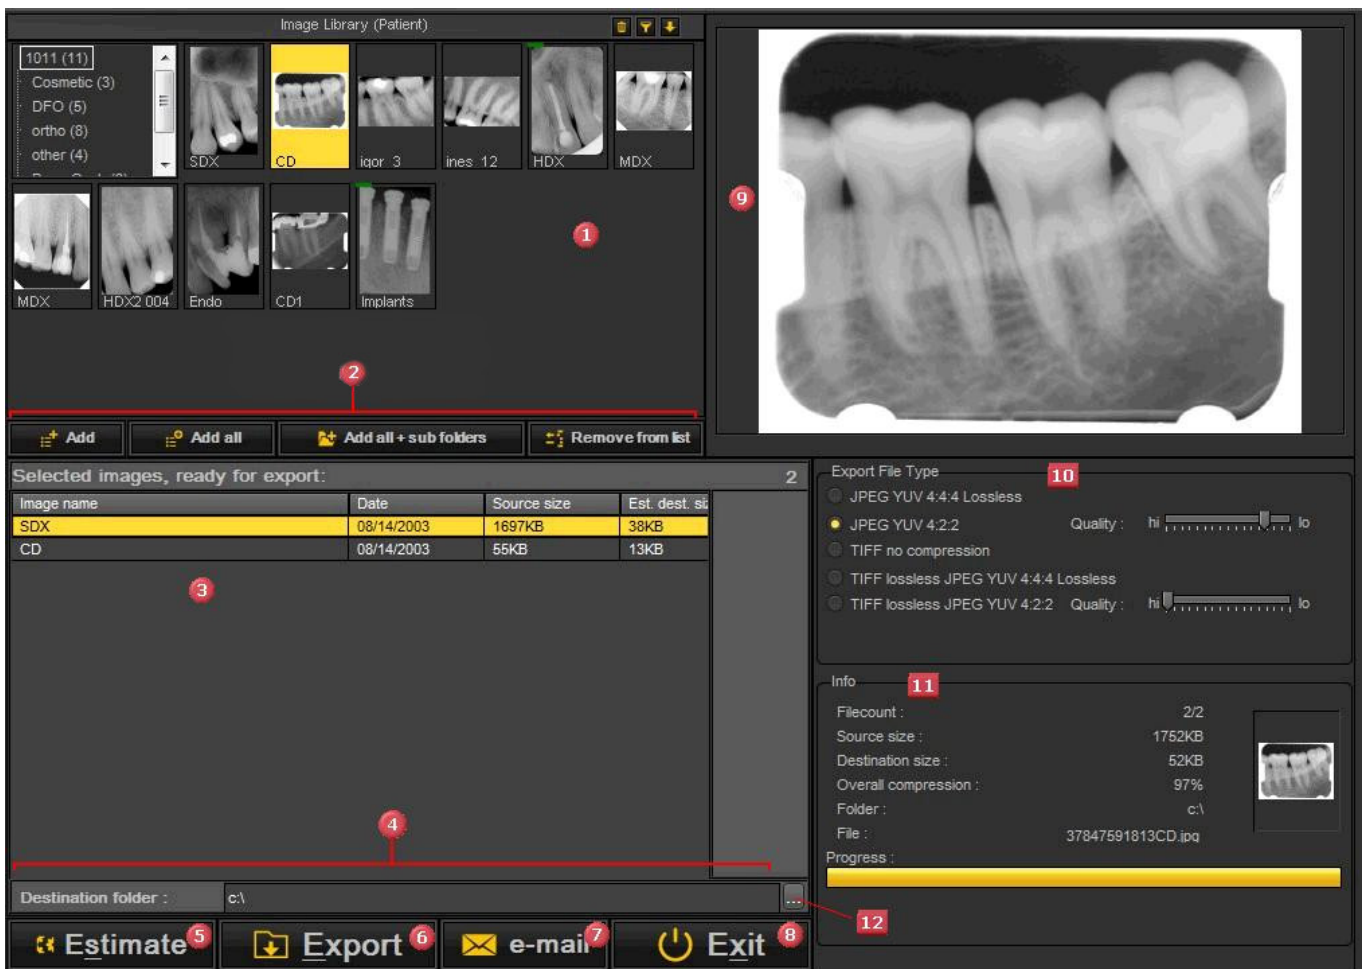 Image Library (Patient)
1011 (11)
Cosmetic (3)
DFO (5)
ortho (8)
other (4)
SDX
CD
igor 3
ines 12
HDX
MDX
MDX
HDX2 004
Endo
CD1
Implants
1
2
Add
Add all
Add all + sub folders
Remove from list
9
Selected images, ready for export:
2
Image name
Date
Source size
Est. dest. si
SDX
08/14/2003
1697KB
38KB
CD
08/14/2003
55KB
13KB
3
4
Destination folder :
c:\
...
12
Estimate
5
Export
6
e-mail
7
Exit
8
Export File Type
10
JPEG YUV 4:4:4 Lossless
JPEG YUV 4:2:2
Quality :
hi
lo
TIFF no compression
TIFF lossless JPEG YUV 4:4:4 Lossless
TIFF lossless JPEG YUV 4:2:2
Quality :
hi
lo
Info
11
Filecount :
2/2
Source size :
1752KB
Destination size :
52KB
Overall compression :
97%
Folder :
c:\
File :
37847591813CD.jpg
Progress :